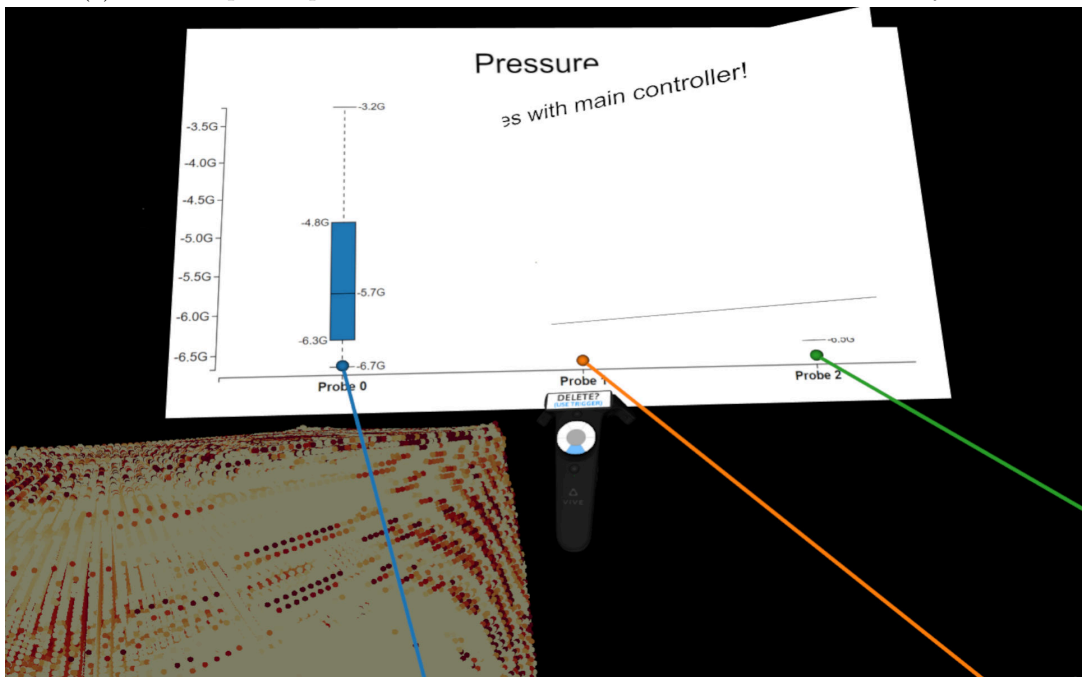 Pressure
es with main controller!
-3.2G
-3.5G
-4.0G
-4.5G
-4.8G
-5.0G
-5.5G
-5.7G
-6.0G
-6.3G
-6.5G
-6.7G
Probe 0
Probe 1
Probe 2
DELETE?
(USE TRIGGER)
VIVE